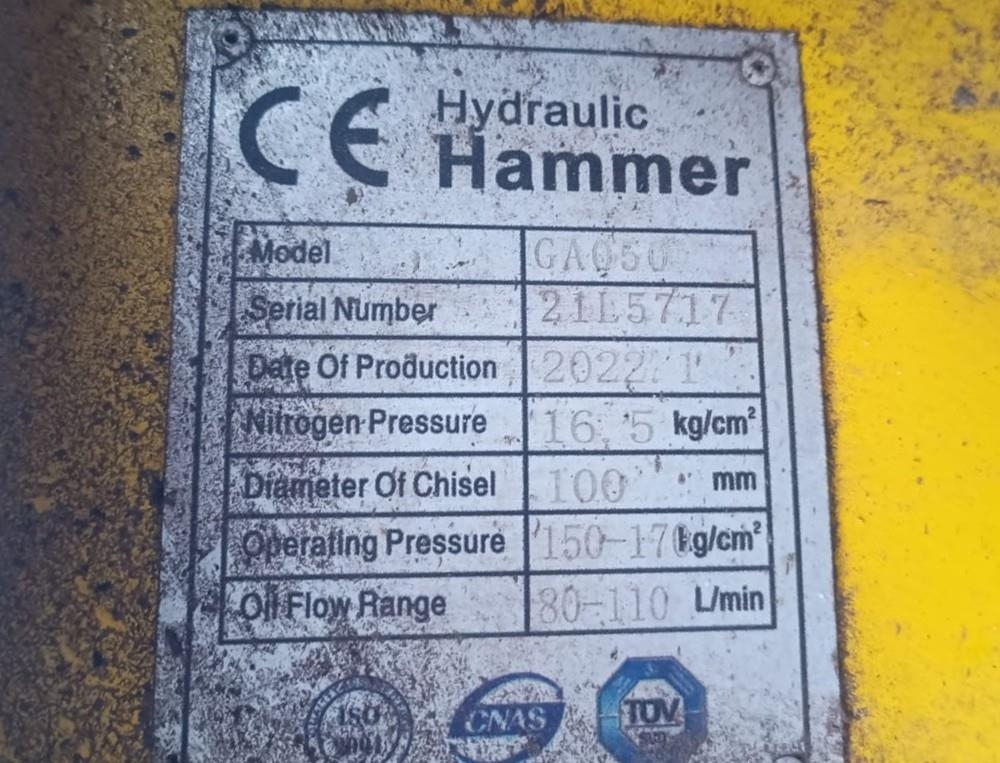 CE Hydraulic
Hammer
Model GA050
Serial Number 21L5717
Date Of Production 2022. 1
Nitrogen Pressure 16.5 kg/cm²
Diameter Of Chisel 100 mm
Operating Pressure 150-170 kg/cm²
Oil Flow Range 80-110 L/min
ISO CNAS TÜV
9001